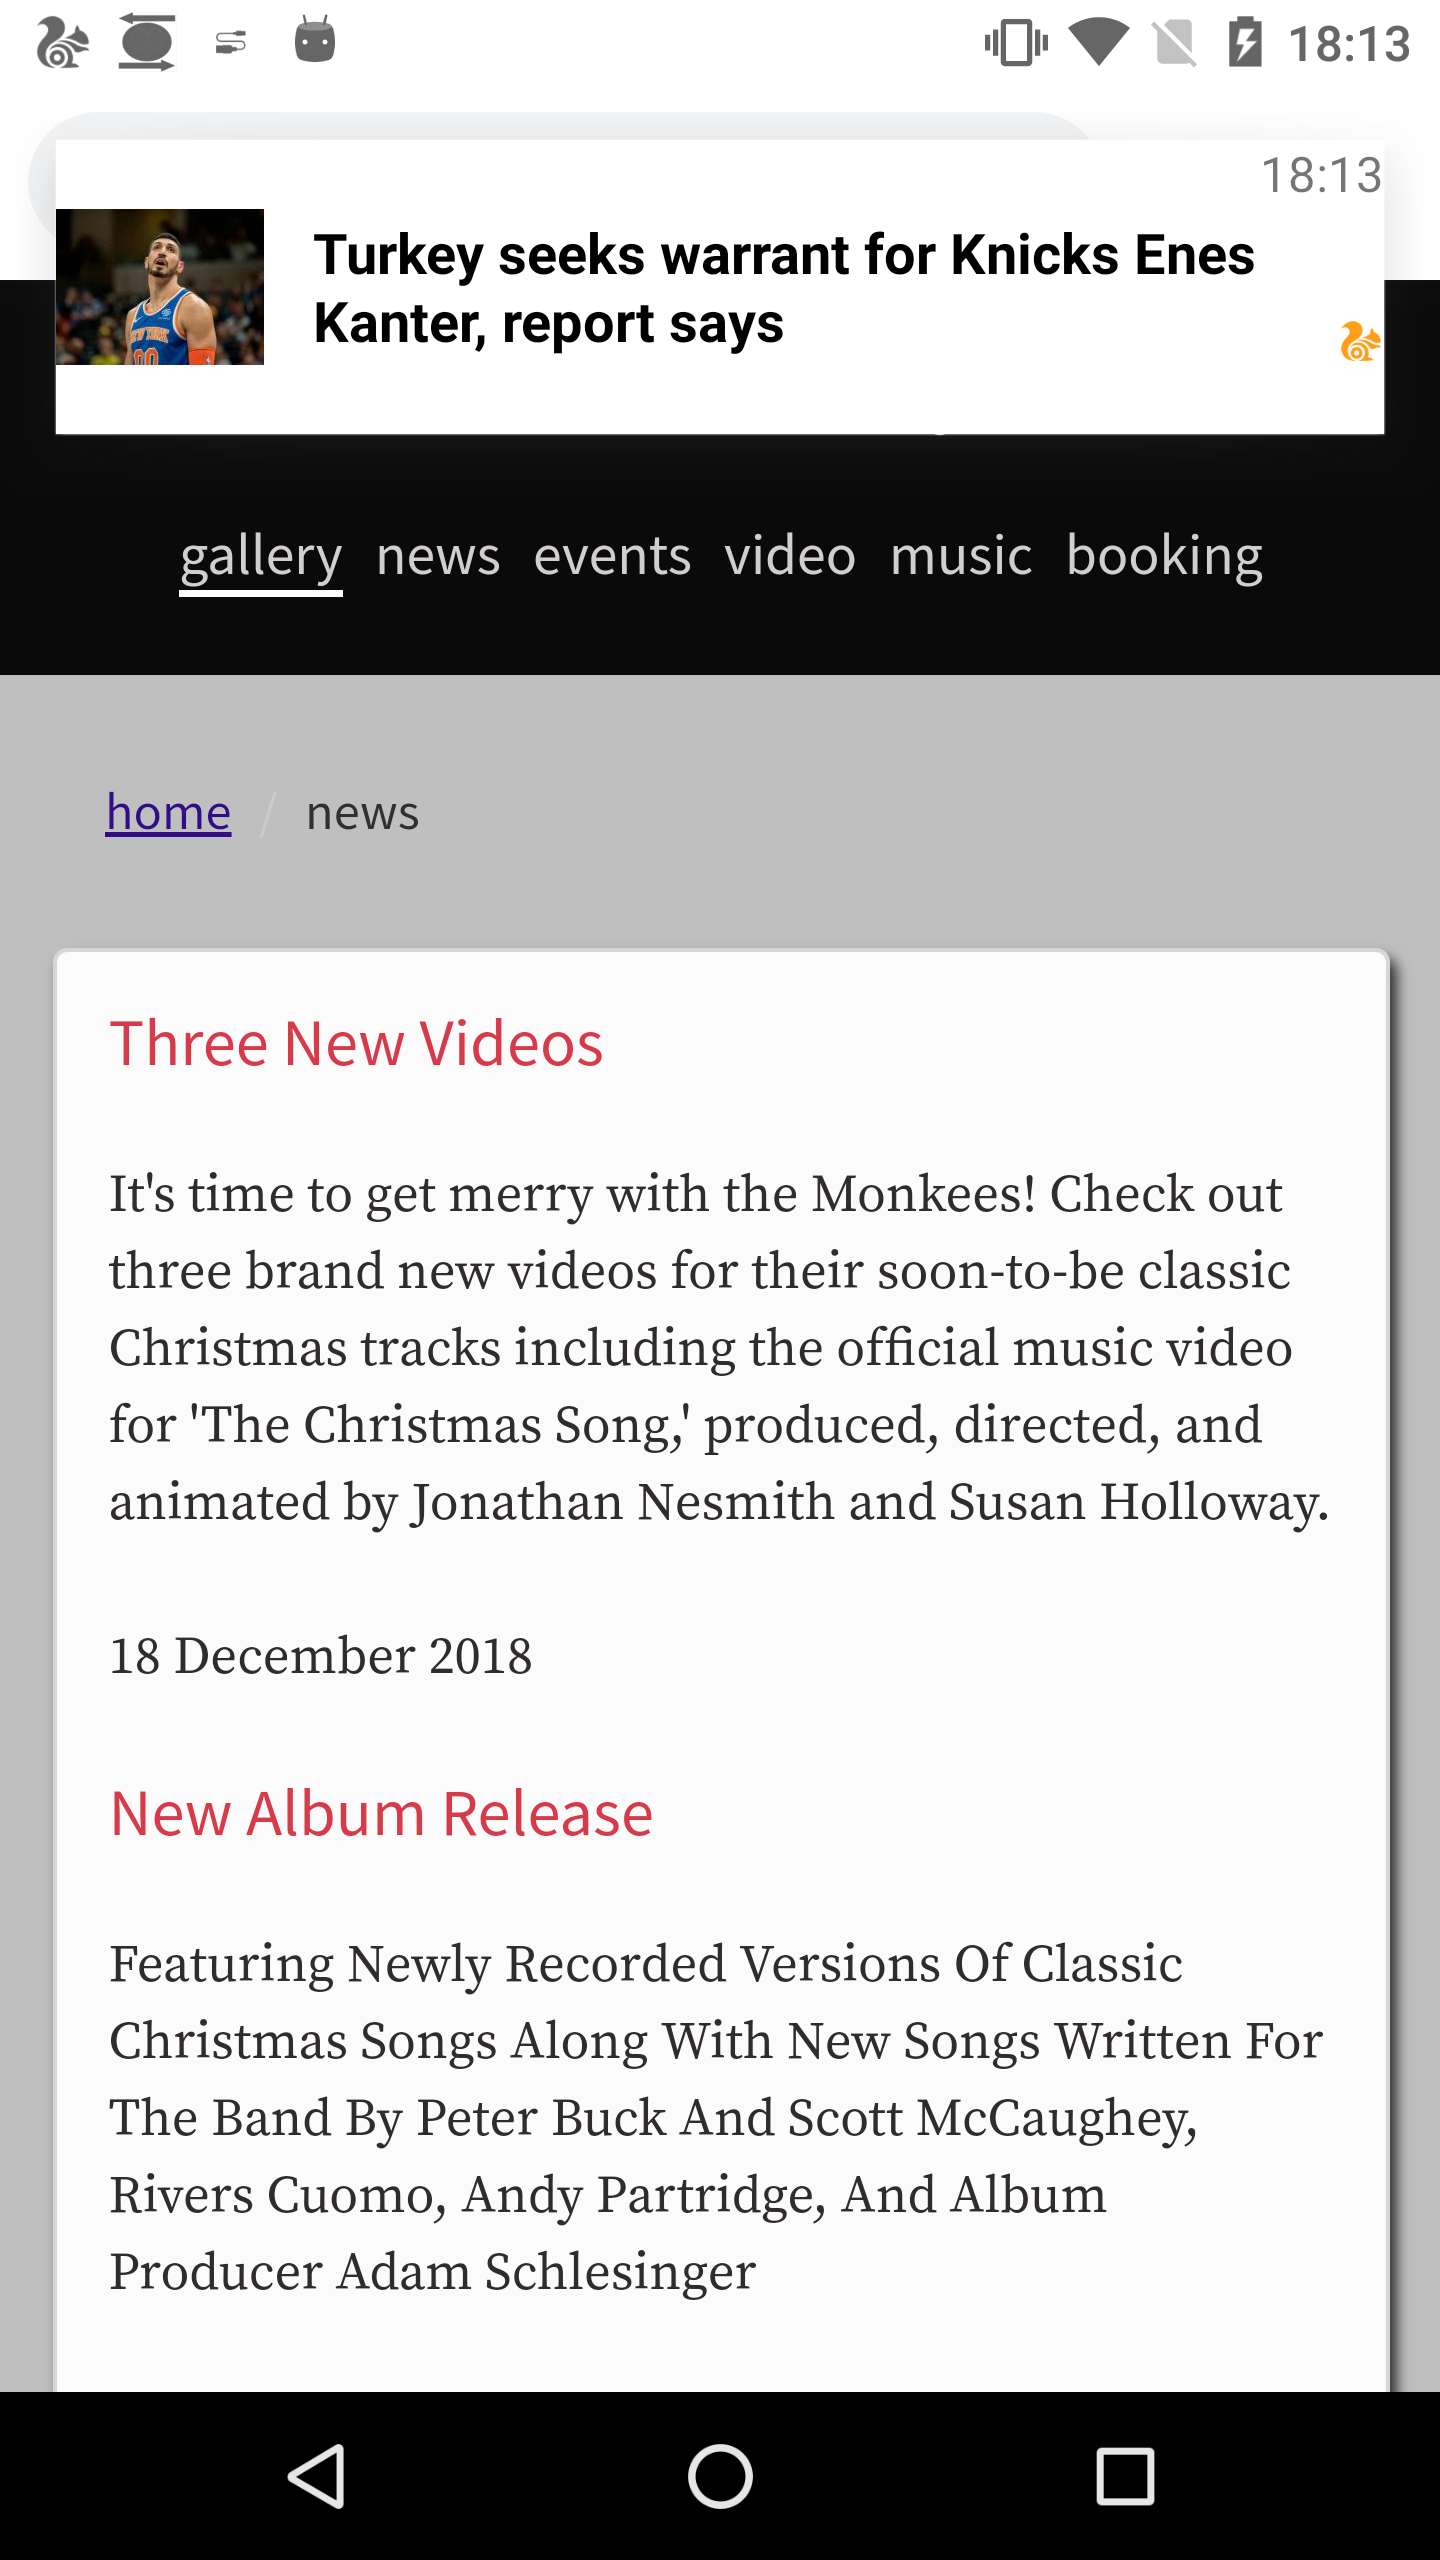 18:13
18:13
Turkey seeks warrant for Knicks Enes
Kanter, report says
gallery news events video music booking
home / news
Three New Videos
It's time to get merry with the Monkees! Check out
three brand new videos for their soon-to-be classic
Christmas tracks including the official music video
for 'The Christmas Song,' produced, directed, and
animated by Jonathan Nesmith and Susan Holloway.
18 December 2018
New Album Release
Featuring Newly Recorded Versions Of Classic
Christmas Songs Along With New Songs Written For
The Band By Peter Buck And Scott McCaughey,
Rivers Cuomo, Andy Partridge, And Album
Producer Adam Schlesinger